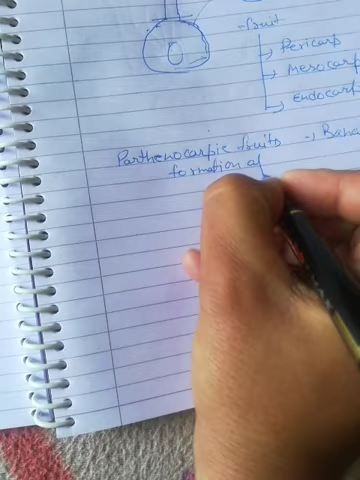 fruit
Pericarp
Mesocarp
Endocarp
Parthenocarpic fruits → Bana
formation of